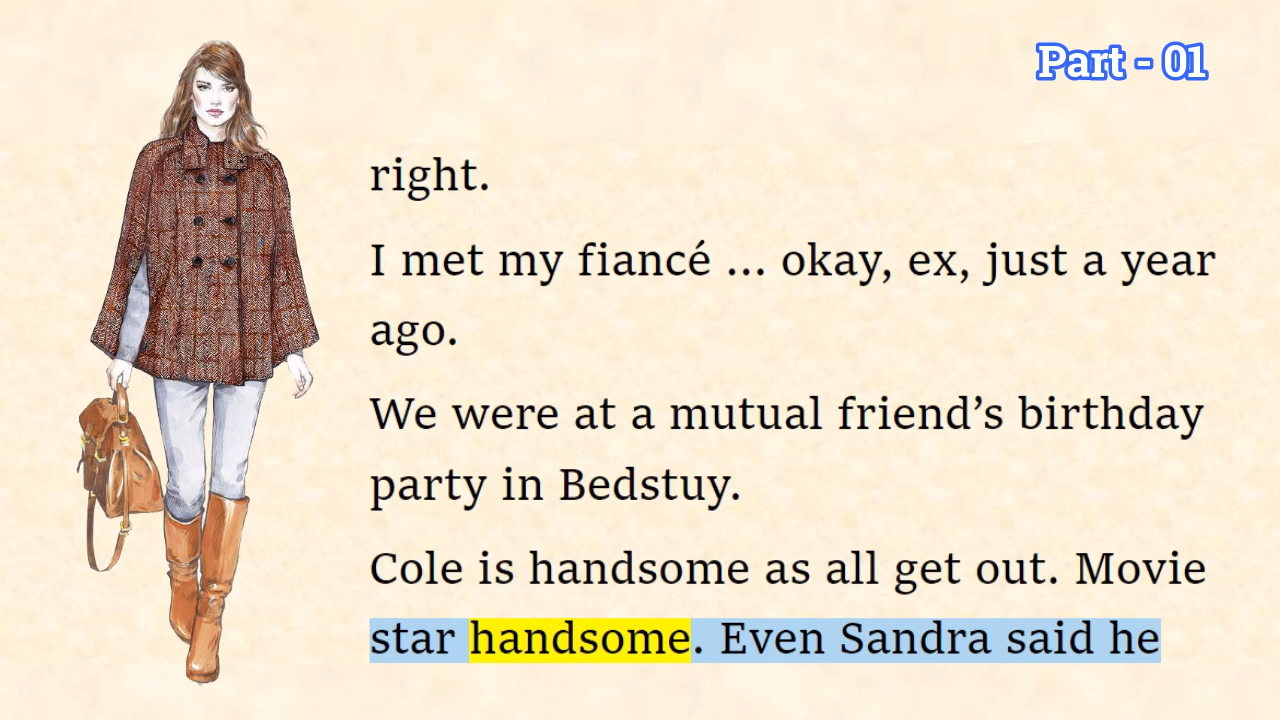 Part - 01
right.
I met my fiancé ... okay, ex, just a year
ago.
We were at a mutual friend’s birthday
party in Bedstuy.
Cole is handsome as all get out. Movie
star handsome. Even Sandra said he